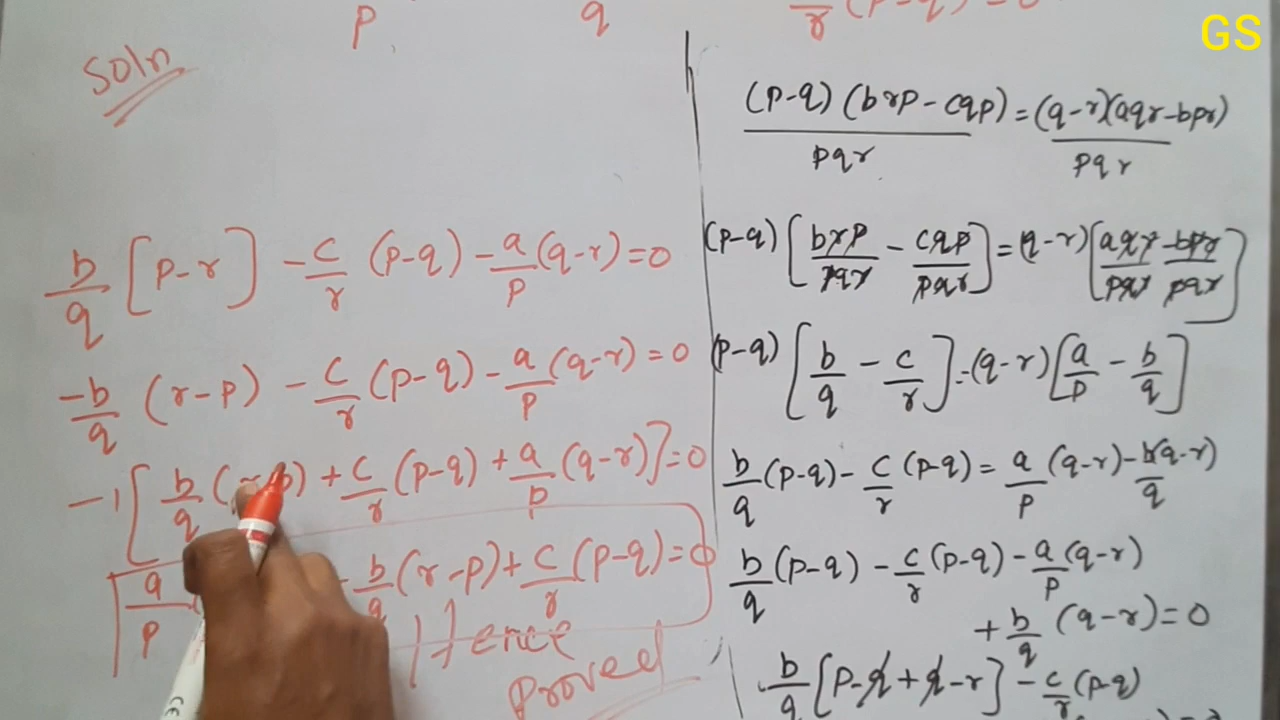 p q
r (p-q) = 0
GS
Soln
b/q [p-r] - c/r (p-q) - a/p (q-r) = 0
-b/q (r-p) - c/r (p-q) - a/p (q-r) = 0
-1 [b/q (r-p) + c/r (p-q) + a/p (q-r)] = 0
a/p b/q (r-p) + c/r (p-q) = 0
Hence
Proved
(p-q) (brp - cqp)/pqr = (q-r)(aqr - bpr)/pqr
(p-q) [brp/pqr - cqp/pqr] = (q-r) [aqr/pqr - bpr/pqr]
(p-q) [b/q - c/r] = (q-r) [a/p - b/q]
b/q (p-q) - c/r (p-q) = a/p (q-r) - b/q (q-r)
b/q (p-q) - c/r (p-q) - a/p (q-r)
+ b/q (q-r) = 0
b/q [p-q+q-r] - c/r (p-q)